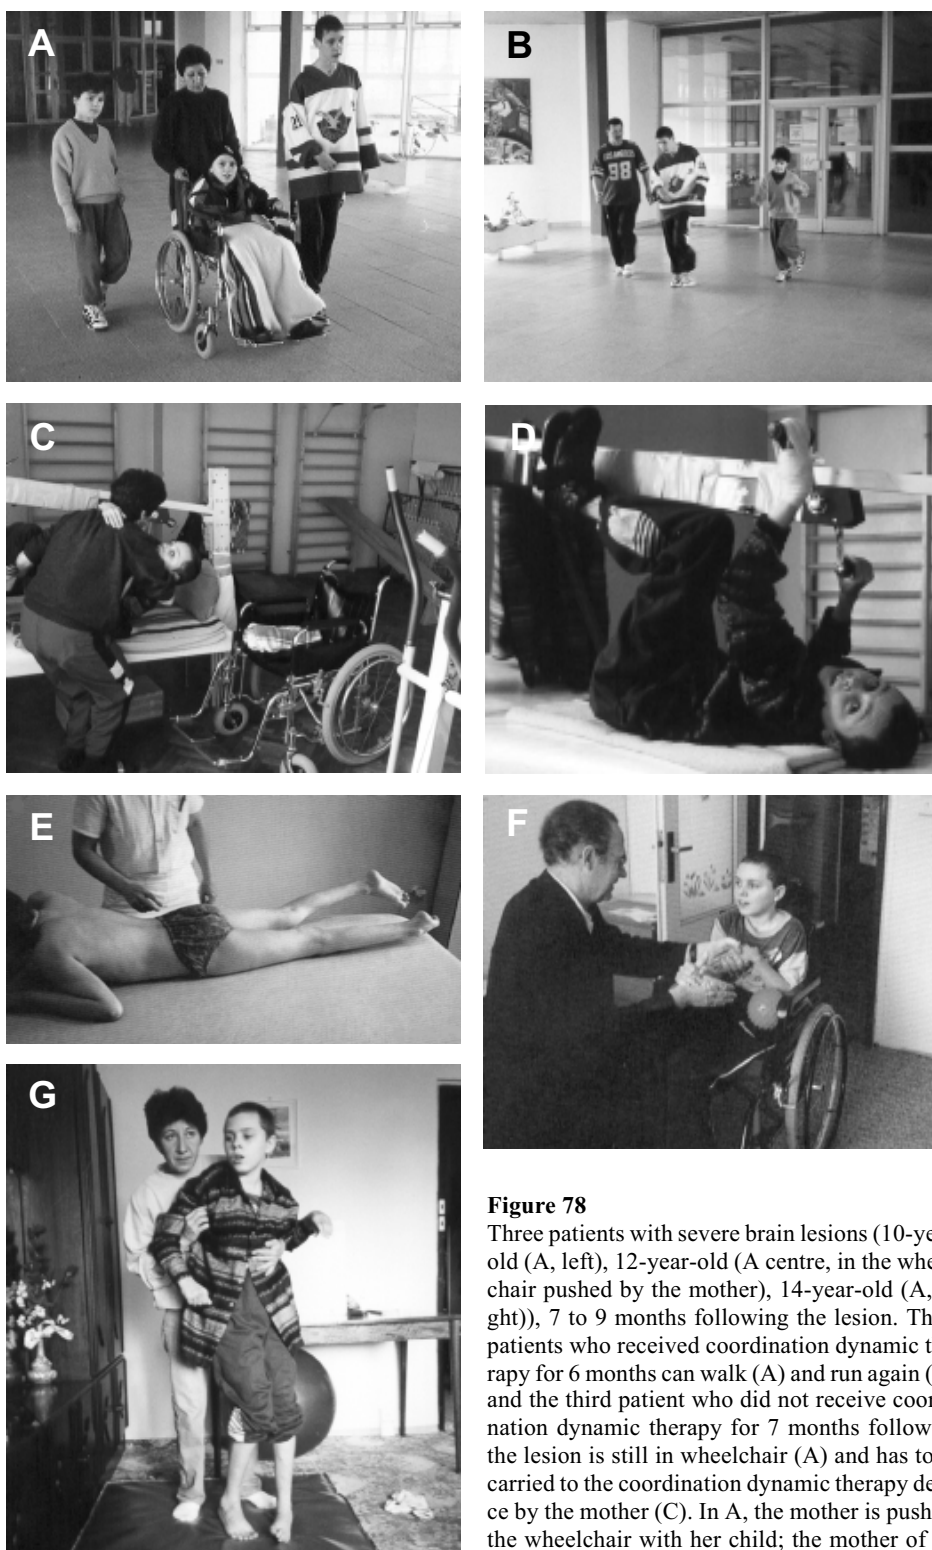 A
B
98
C
D
E
F
G
Figure 78
Three patients with severe brain lesions (10-ye
old (A, left), 12-year-old (A centre, in the whe
chair pushed by the mother), 14-year-old (A,
ght)), 7 to 9 months following the lesion. Th
patients who received coordination dynamic t
rapy for 6 months can walk (A) and run again (
and the third patient who did not receive coor
nation dynamic therapy for 7 months follow
the lesion is still in wheelchair (A) and has to
carried to the coordination dynamic therapy de
ce by the mother (C). In A, the mother is push
the wheelchair with her child; the mother of